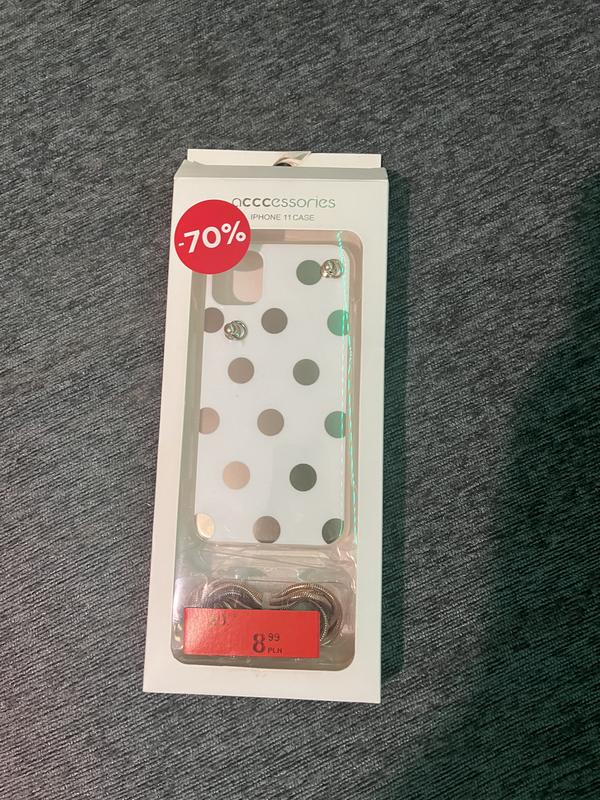 acccessories
IPHONE 11 CASE
-70%
8 99
PLN